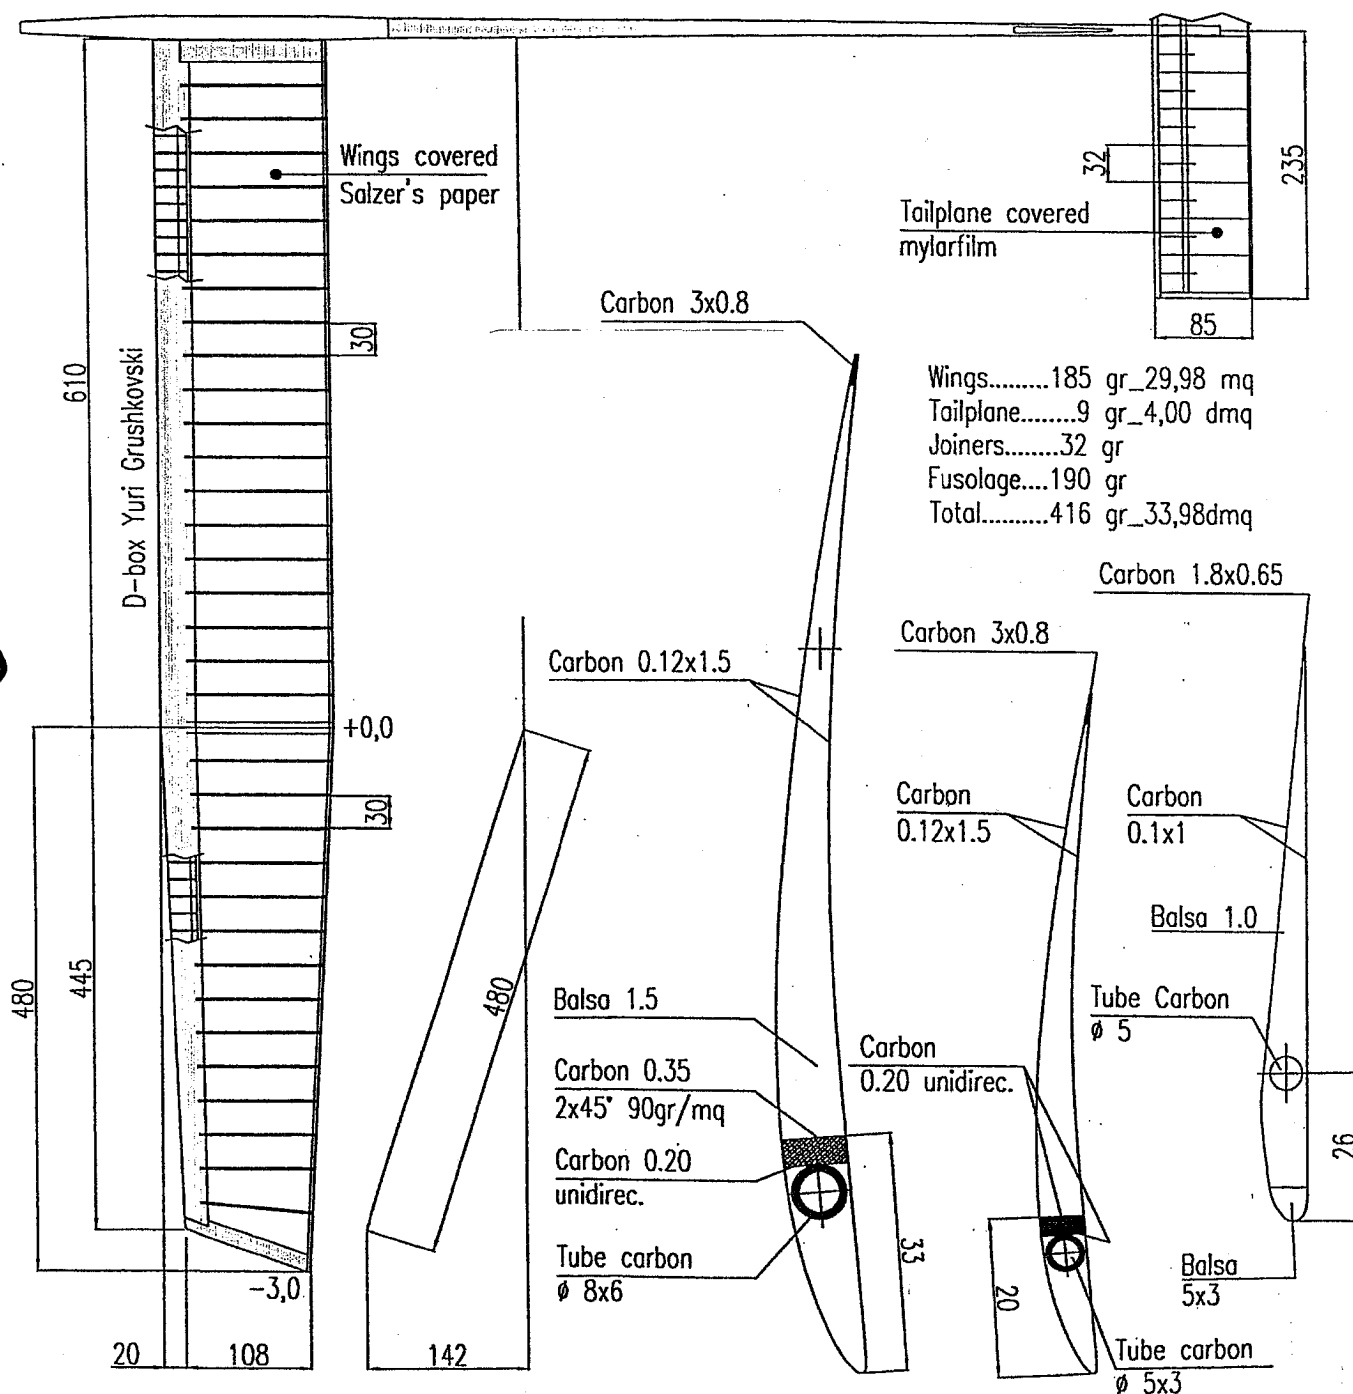 Wings covered
Salzer's paper
32
235
Tailplane covered
mylarfilm
85
Carbon 3x0.8
30
610
D-box Yuri Grushkovski
Wings.........185 gr_29,98 mq
Tailplane........9 gr_4,00 dmq
Joiners........32 gr
Fusolage....190 gr
Total..........416 gr_33,98dmq
Carbon 1.8x0.65
Carbon 3x0.8
Carbon 0.12x1.5
+0,0
30
Carbon
0.12x1.5
Carbon
0.1x1
Balsa 1.0
480
445
480
Balsa 1.5
Tube Carbon
ø 5
Carbon
0.20 unidirec.
Carbon 0.35
2x45° 90gr/mq
26
Carbon 0.20
unidirec.
33
20
Tube carbon
ø 8x6
Balsa
5x3
-3,0
20
108
142
Tube carbon
ø 5x3